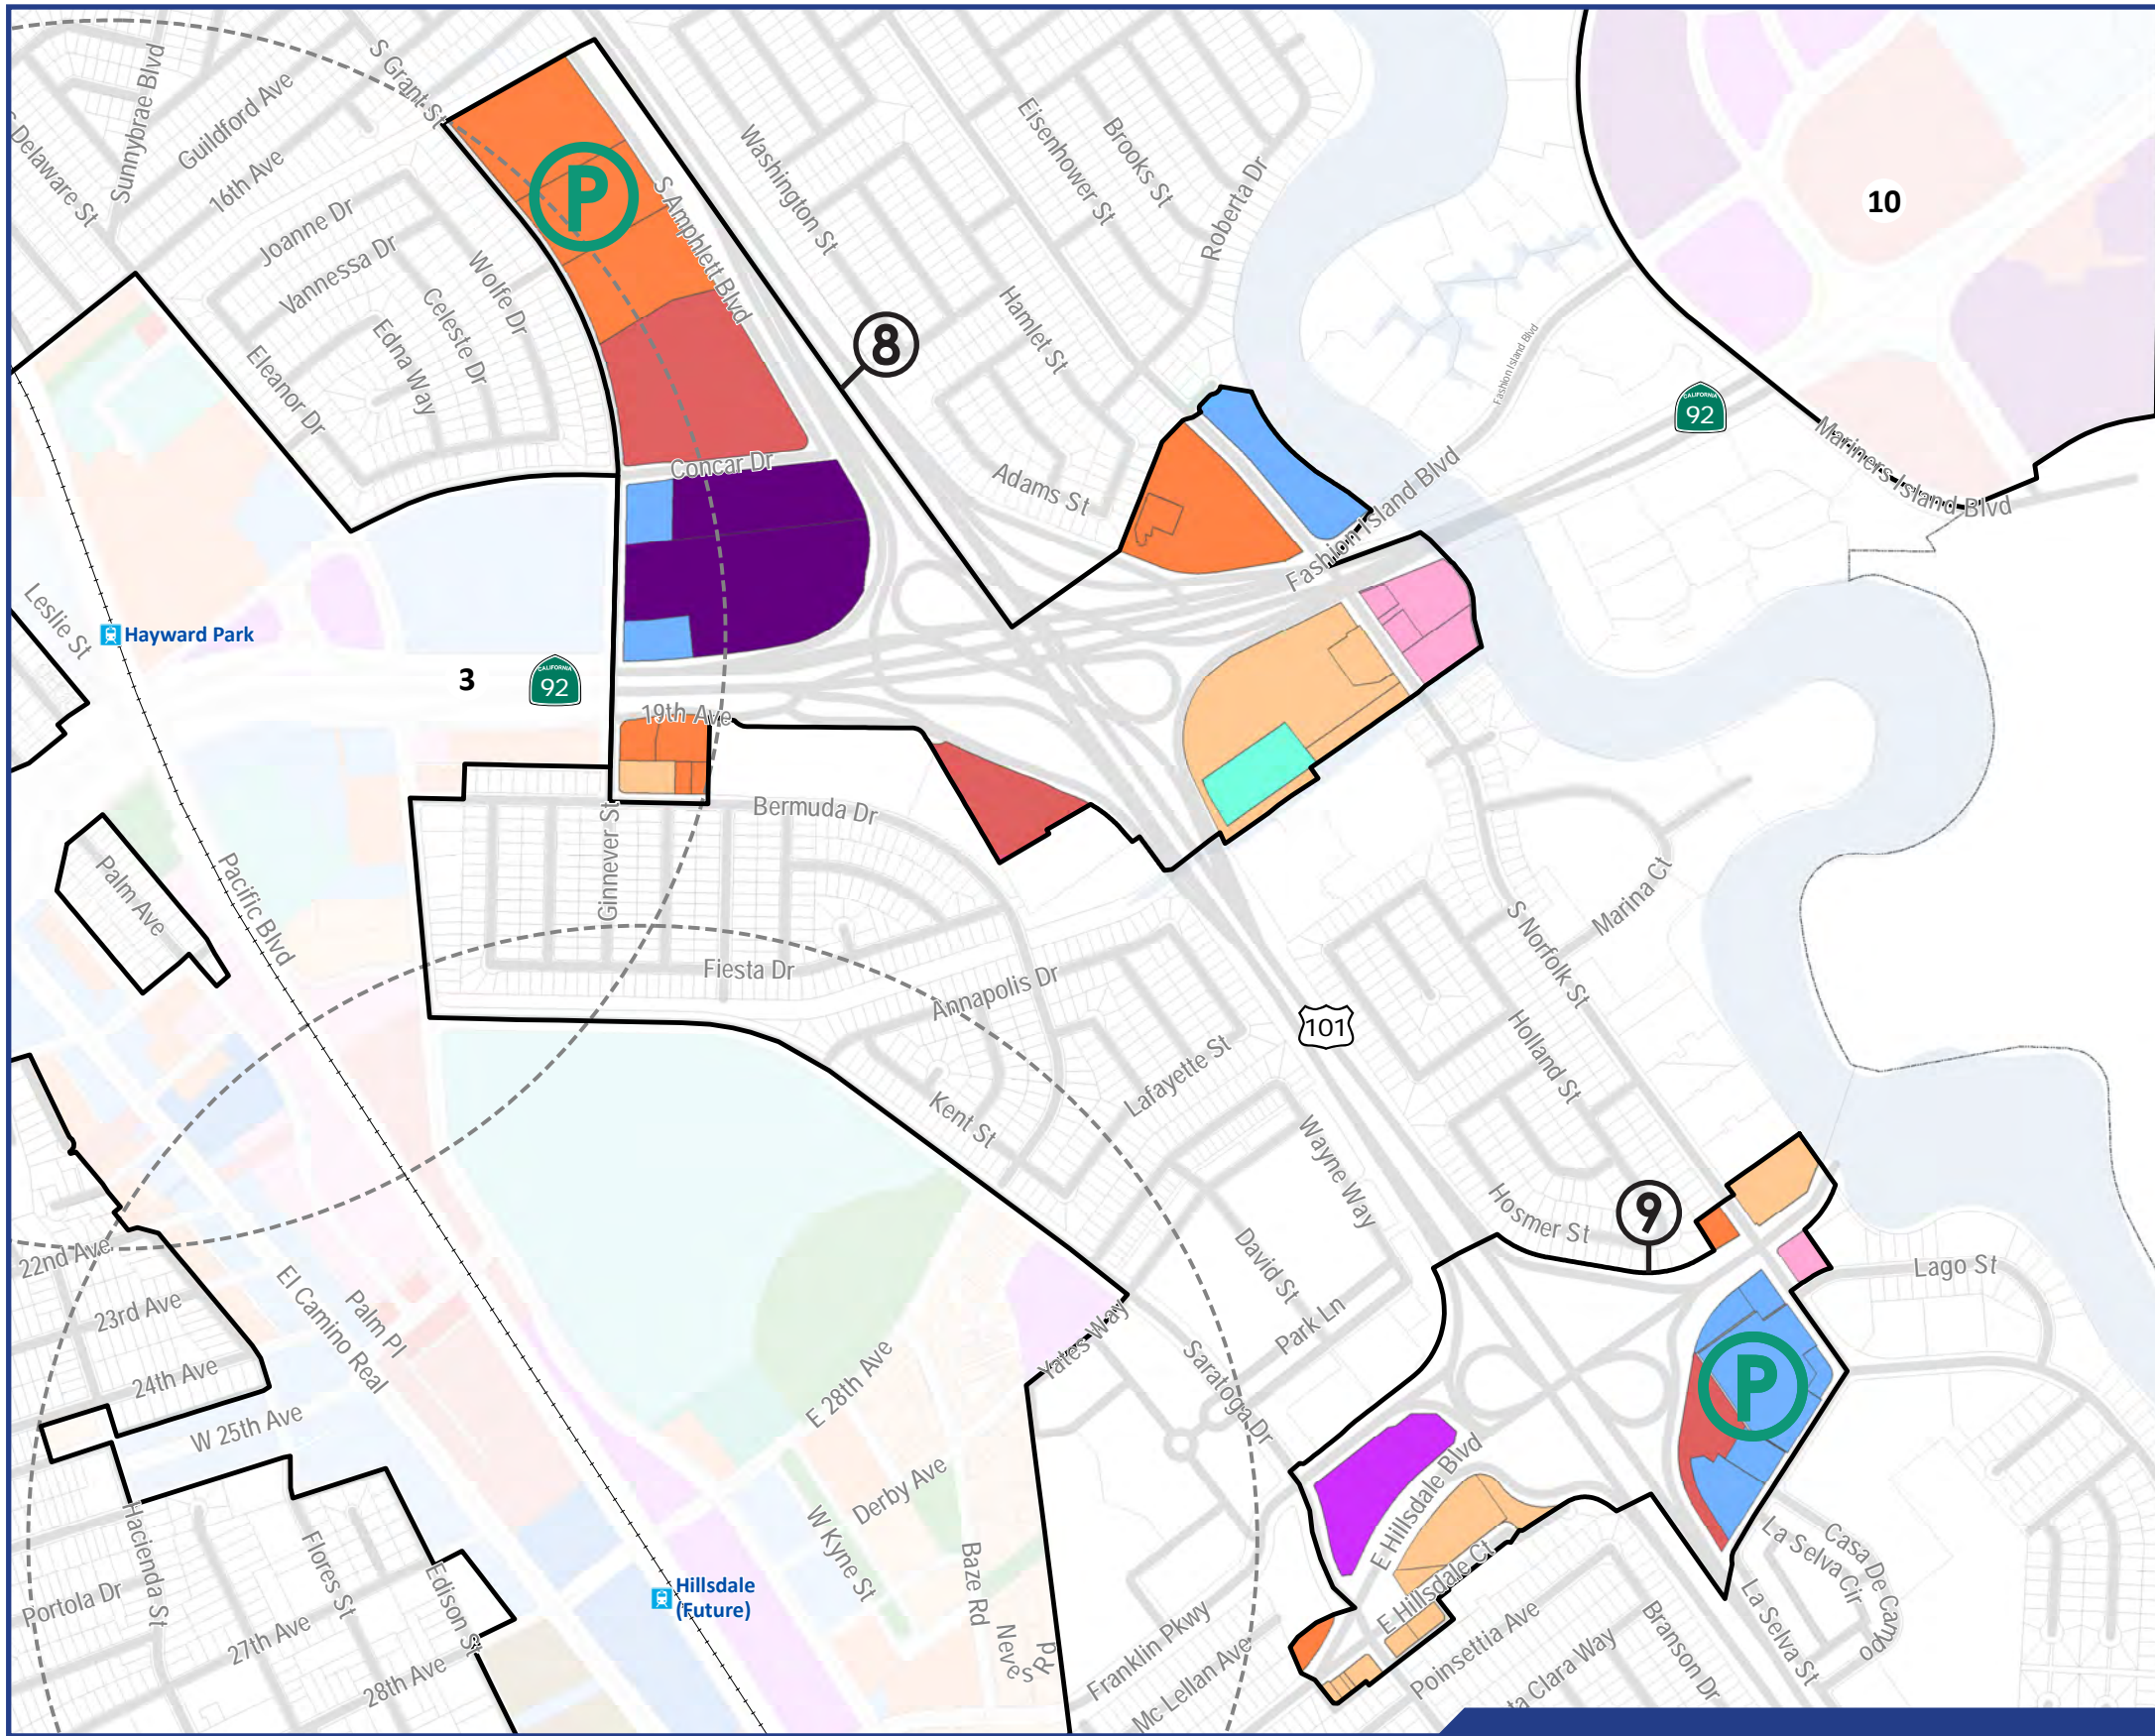 S Grant St
Sunnybrae Blvd
Guildford Ave
16th Ave
S Delaware St
Joanne Dr
Vannessa Dr
Wolfe Dr
Celeste Dr
Edna Way
Eleanor Dr
P
S Amphlett Blvd
Washington St
Eisenhower St
Brooks St
Roberta Dr
10
8
Hamlet St
Adams St
Concar Dr
Fashion Island Blvd
Fashion Island Blvd
CALIFORNIA
92
Mariners Island Blvd
Leslie St
Hayward Park
3
CALIFORNIA
92
19th Ave
Bermuda Dr
Ginnever St
Palm Ave
Pacific Blvd
Fiesta Dr
Annapolis Dr
Marina Ct
S Norfolk St
101
Holland St
Lafayette St
Kent St
Wayne Way
Hosmer St
9
David St
Park Ln
Lago St
22nd Ave
23rd Ave
24th Ave
El Camino Real
Palm Pl
W 25th Ave
E 28th Ave
Yates Way
Saratoga Dr
P
E Hillsdale Blvd
E Hillsdale Ct
Derby Ave
W Kyne St
Baze Rd
Neves
Rd
Hillsdale
(Future)
Hacienda St
Flores St
Edison St
Portola Dr
27th Ave
28th Ave
Franklin Pkwy
Mc Lellan Ave
Poinsettia Ave
ta Clara Way
Branson Dr
La Selva St
La Selva Cir
Casa De Campo